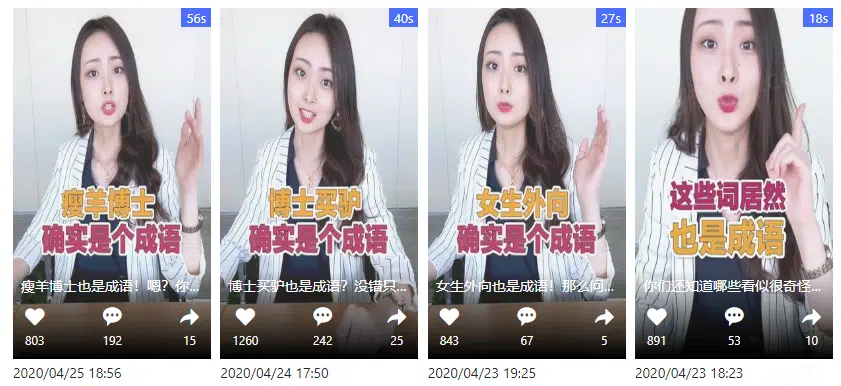 56s
瘦羊博士
确实是个成语
瘦羊博士也是成语！嗯？你...
803 192 15
2020/04/25 18:56
40s
博士买驴
确实是个成语
博士买驴也是成语？没错只...
1260 242 25
2020/04/24 17:50
27s
女生外向
确实是个成语
女生外向也是成语！那么问...
843 67 5
2020/04/23 19:25
18s
这些词居然
也是成语
你们还知道哪些看似很奇怪...
891 53 10
2020/04/23 18:23